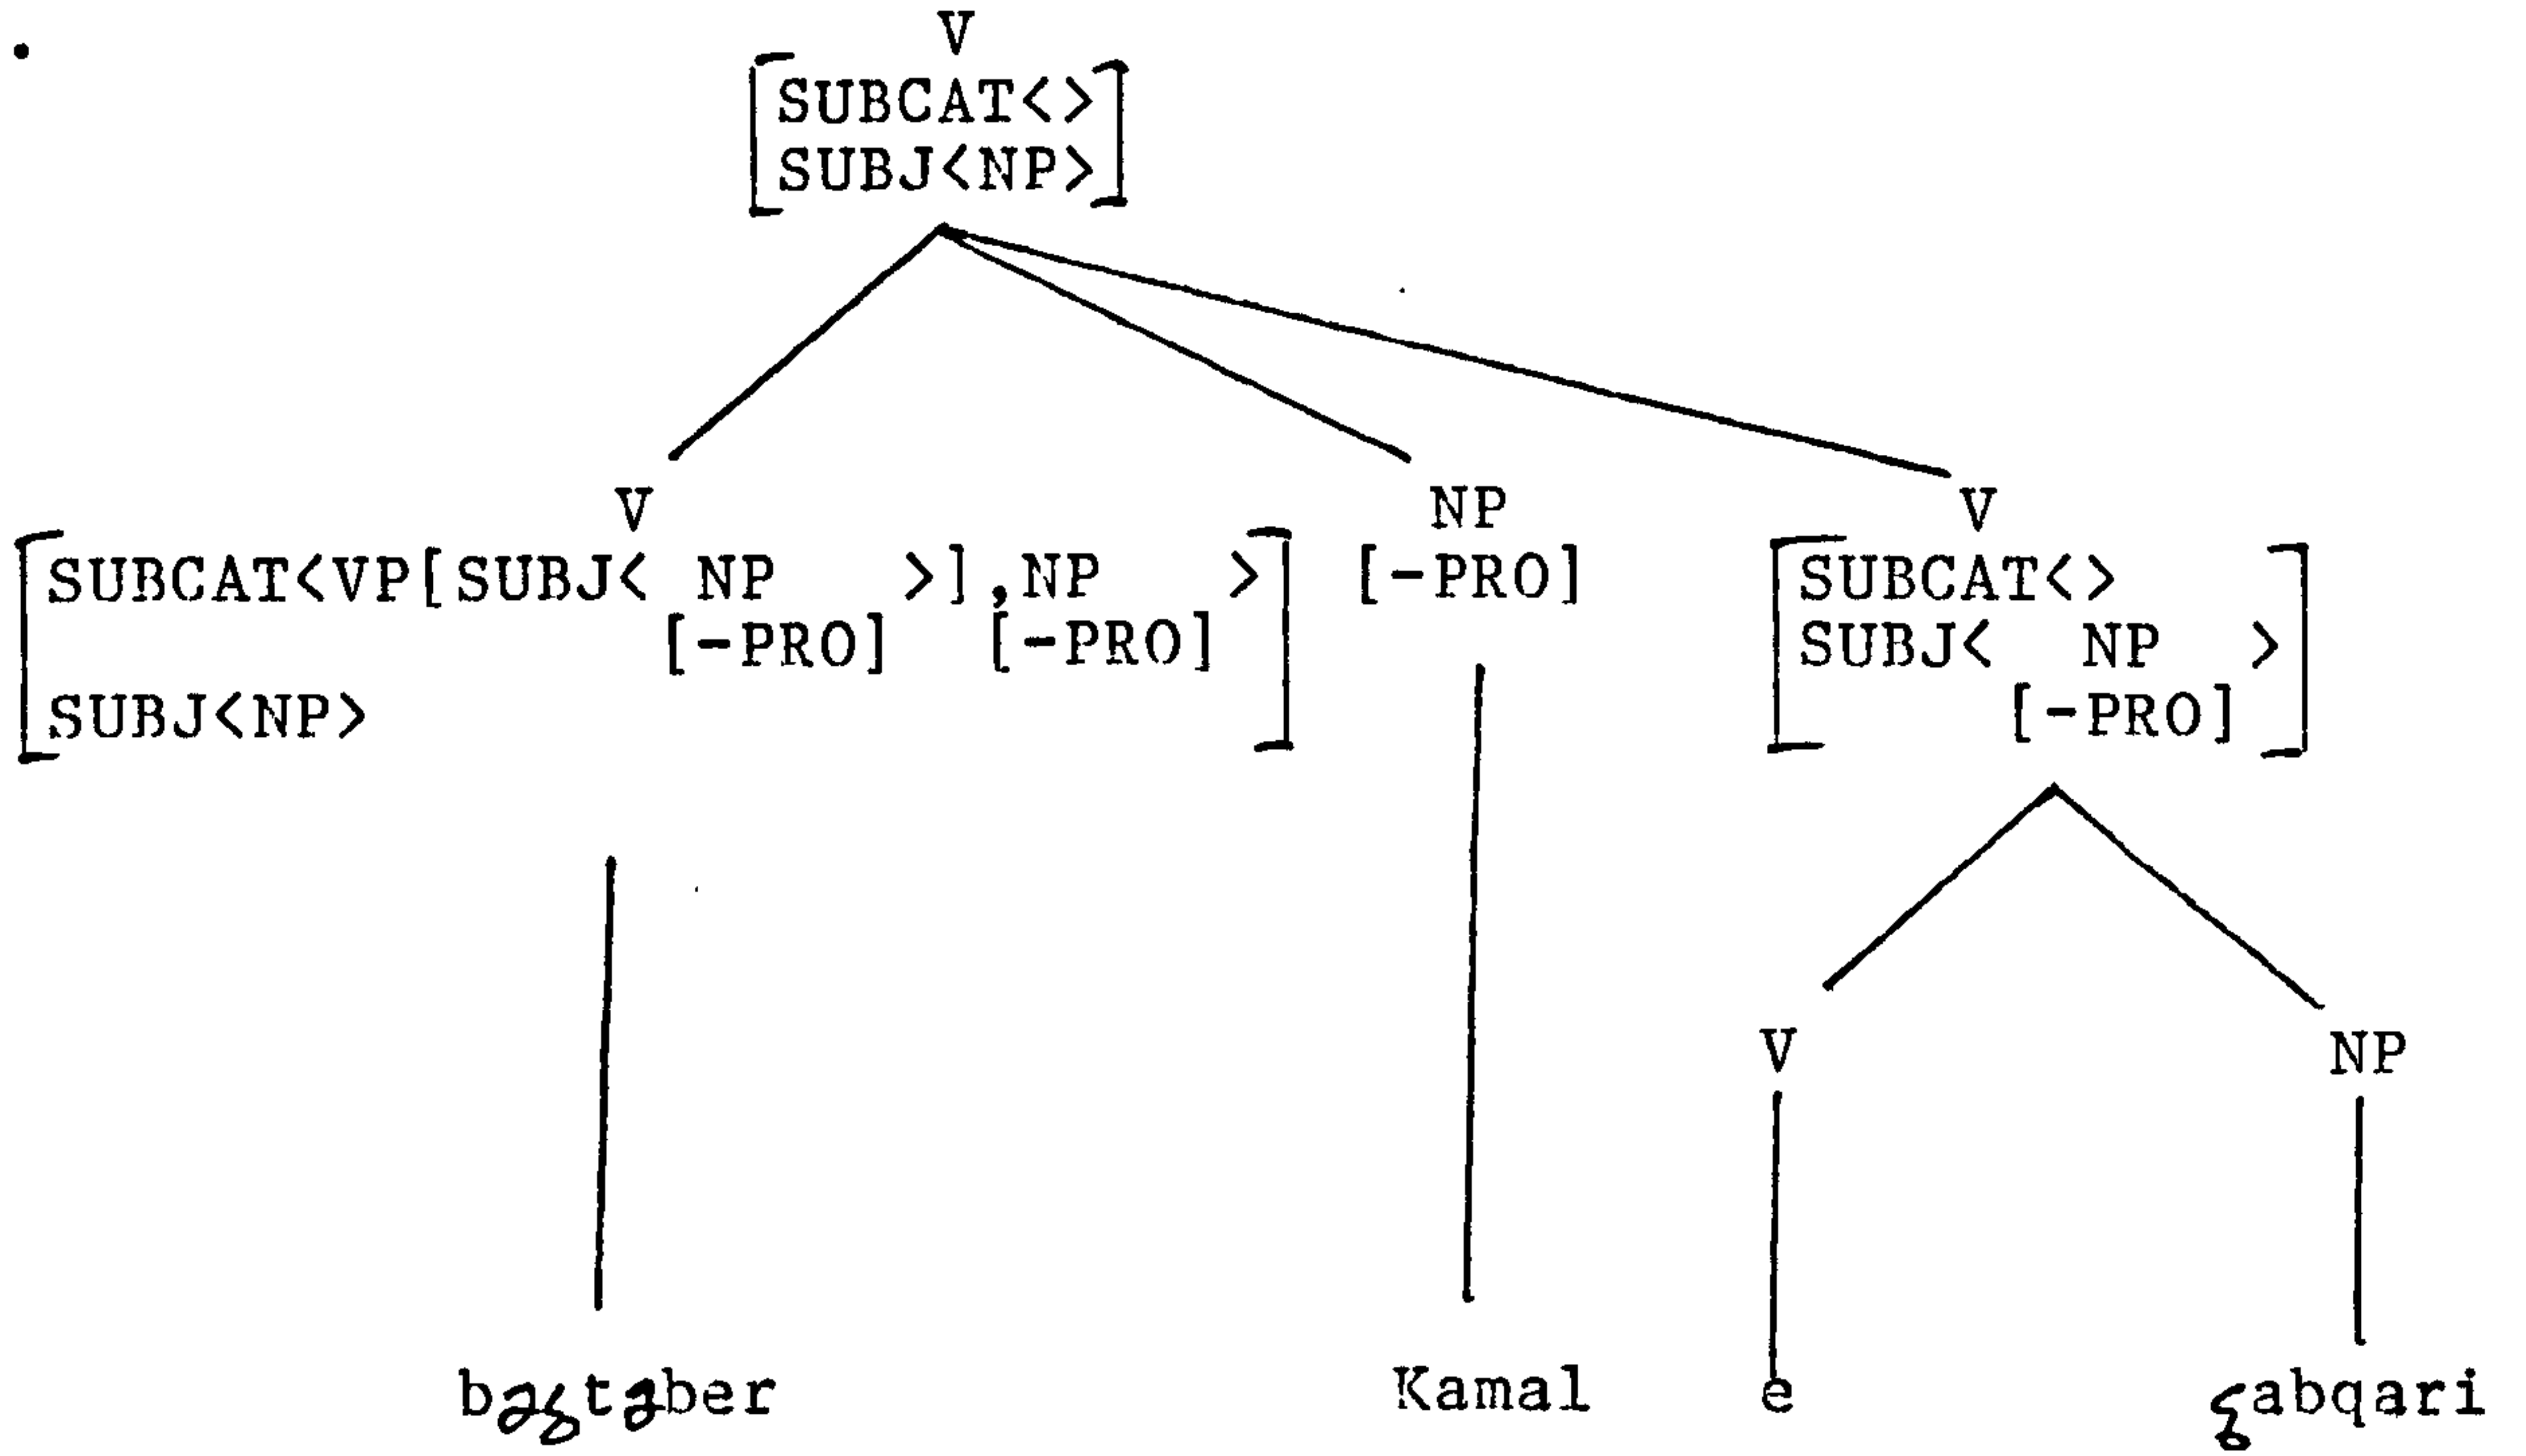 V
SUBCAT<>
SUBJ<NP>
V NP V
SUBCAT<VP[SUBJ< NP >],NP > [-PRO] SUBCAT<>
[-PRO] [-PRO] SUBJ< NP >
SUBJ<NP> [-PRO]
V NP
bəʕtəber Kamal e ʕabqari